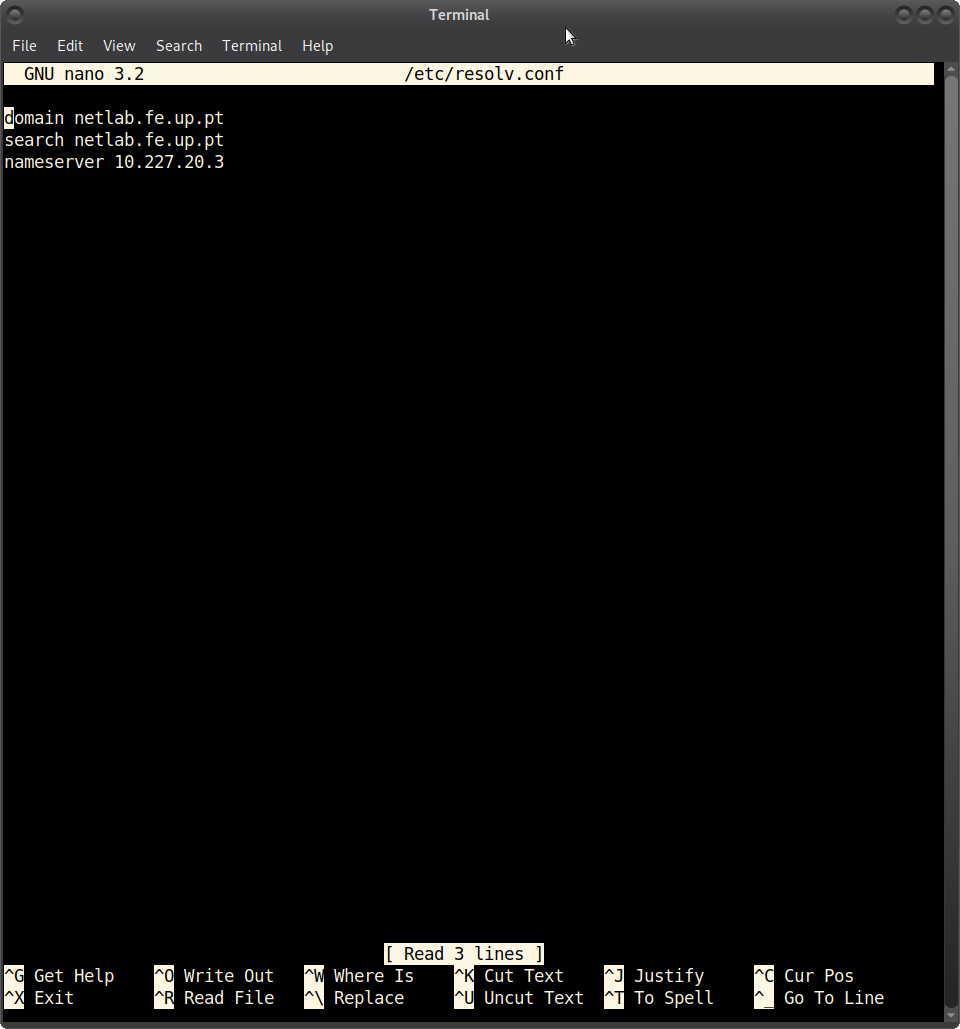 Terminal
File Edit View Search Terminal Help
GNU nano 3.2 /etc/resolv.conf
domain netlab.fe.up.pt
search netlab.fe.up.pt
nameserver 10.227.20.3
[ Read 3 lines ]
^G Get Help ^O Write Out ^W Where Is ^K Cut Text ^J Justify ^C Cur Pos
^X Exit ^R Read File ^\ Replace ^U Uncut Text ^T To Spell ^_ Go To Line